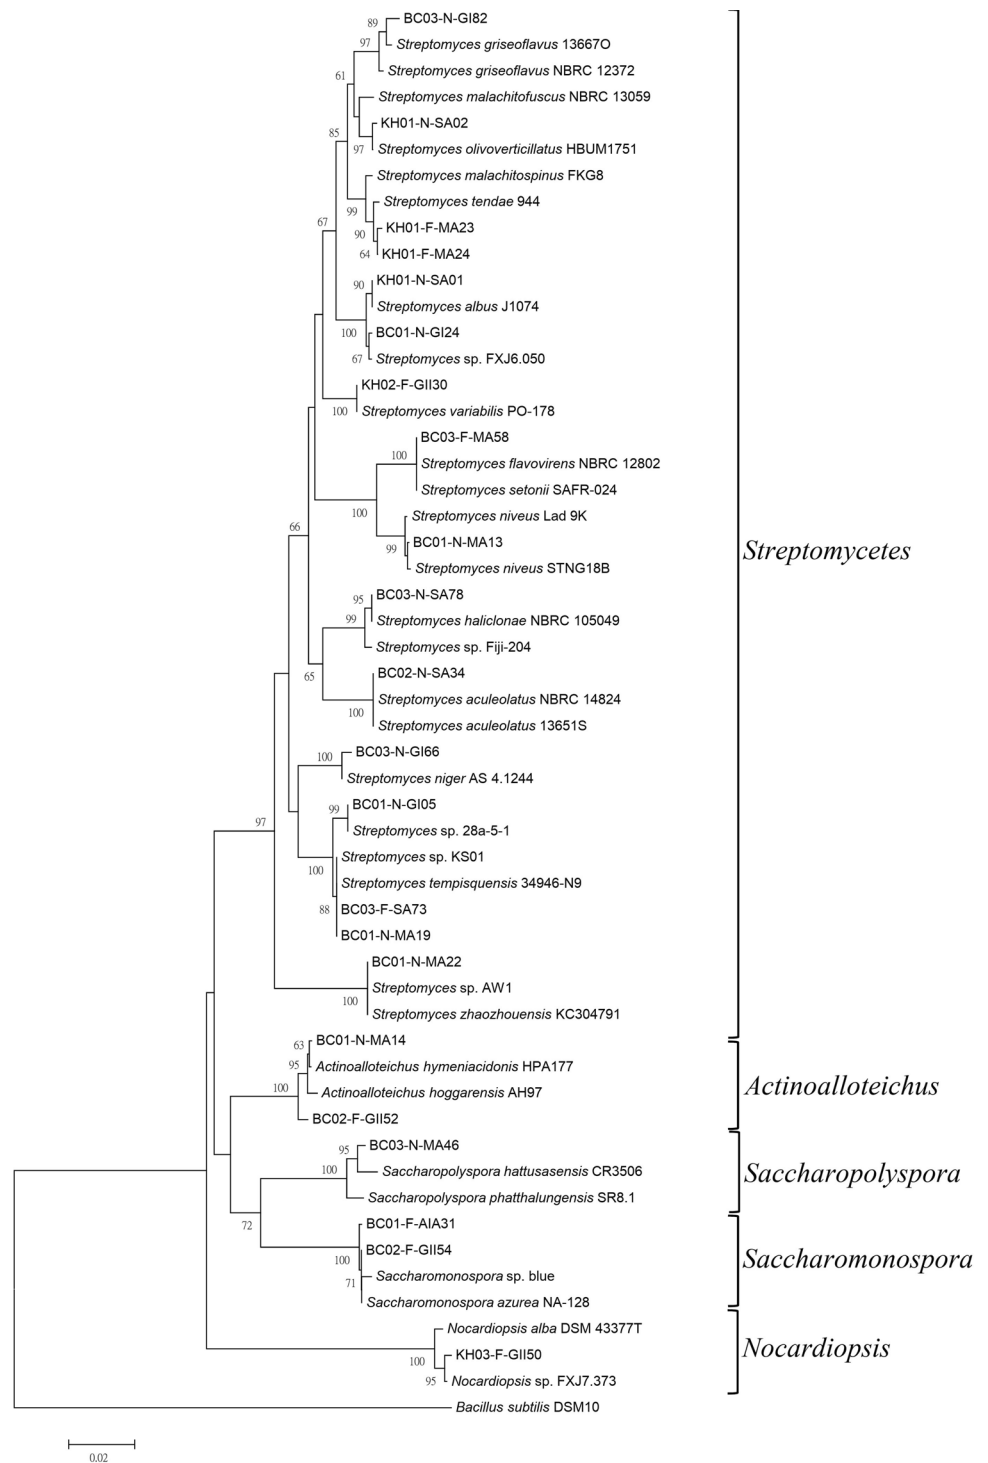 89
BC03-N-GI82
97
Streptomyces griseoflavus 13667O
Streptomyces griseoflavus NBRC 12372
61
Streptomyces malachitofuscus NBRC 13059
85
KH01-N-SA02
97
Streptomyces olivoverticillatus HBUM1751
Streptomyces malachitospinus FKG8
99
Streptomyces tendae 944
67
90
KH01-F-MA23
64
KH01-F-MA24
90
KH01-N-SA01
Streptomyces albus J1074
100
BC01-N-GI24
67
Streptomyces sp. FXJ6.050
KH02-F-GII30
100
Streptomyces variabilis PO-178
BC03-F-MA58
100
Streptomyces flavovirens NBRC 12802
Streptomyces setonii SAFR-024
100
Streptomyces niveus Lad 9K
66
99
BC01-N-MA13
Streptomycetes
Streptomyces niveus STNG18B
95
BC03-N-SA78
99
Streptomyces haliclonae NBRC 105049
Streptomyces sp. Fiji-204
65
BC02-N-SA34
Streptomyces aculeolatus NBRC 14824
100
Streptomyces aculeolatus 13651S
100
BC03-N-GI66
Streptomyces niger AS 4.1244
99
BC01-N-GI05
97
Streptomyces sp. 28a-5-1
Streptomyces sp. KS01
100
Streptomyces tempisquensis 34946-N9
88
BC03-F-SA73
BC01-N-MA19
BC01-N-MA22
Streptomyces sp. AW1
100
Streptomyces zhaozhouensis KC304791
63
BC01-N-MA14
95
Actinoalloteichus hymeniacidonis HPA177
100
Actinoalloteichus
Actinoalloteichus hoggarensis AH97
BC02-F-GII52
95
BC03-N-MA46
100
Saccharopolyspora hattusasensis CR3506
Saccharopolyspora
Saccharopolyspora phatthalungensis SR8.1
72
BC01-F-AIA31
BC02-F-GII54
100
Saccharomonospora
71
Saccharomonospora sp. blue
Saccharomonospora azurea NA-128
Nocardiopsis alba DSM 43377T
100
KH03-F-GII50
Nocardiopsis
95
Nocardiopsis sp. FXJ7.373
Bacillus subtilis DSM10
0.02